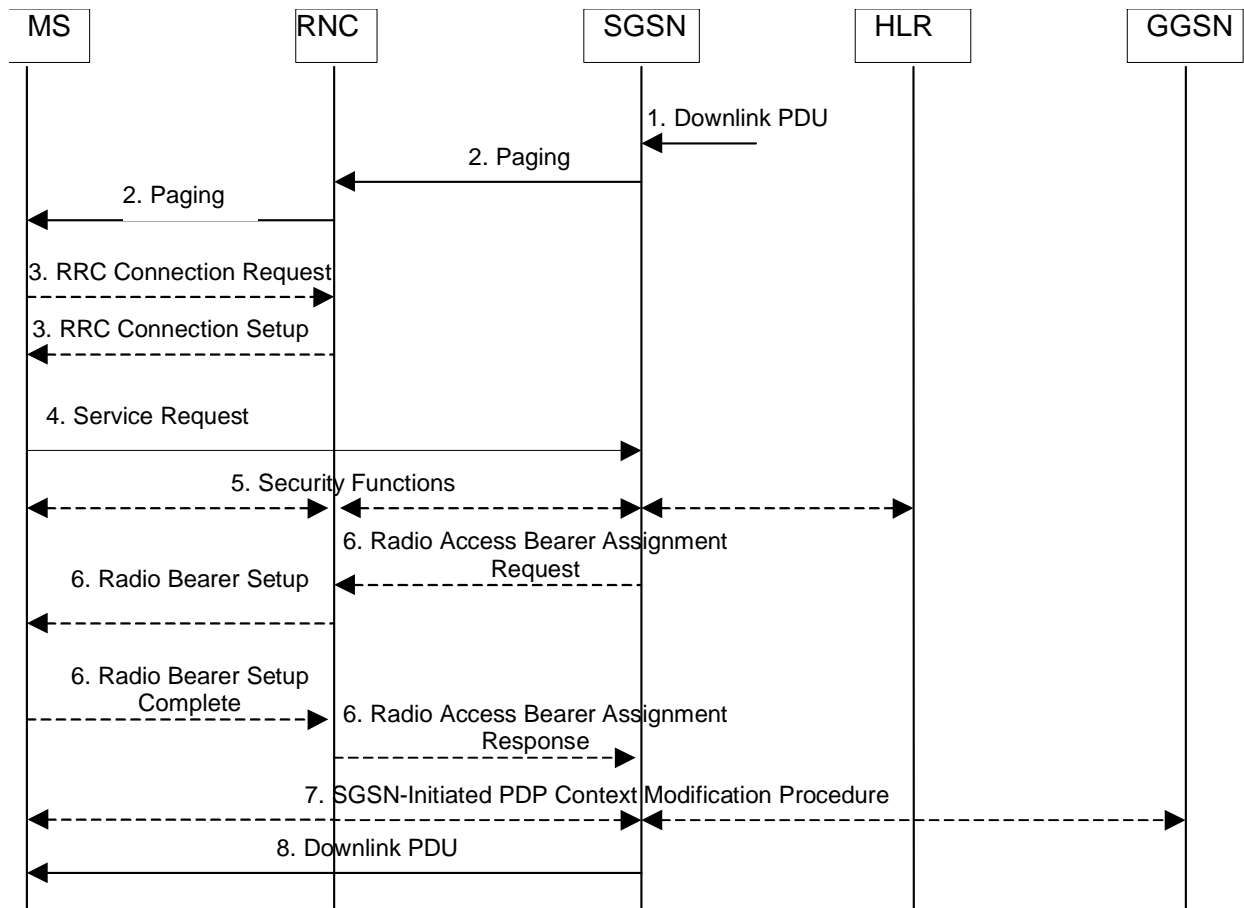 MS
RNC
SGSN
HLR
GGSN
1. Downlink PDU
2. Paging
2. Paging
3. RRC Connection Request
3. RRC Connection Setup
4. Service Request
5. Security Functions
6. Radio Access Bearer Assignment
Request
6. Radio Bearer Setup
6. Radio Bearer Setup
Complete
6. Radio Access Bearer Assignment
Response
7. SGSN-Initiated PDP Context Modification Procedure
8. Downlink PDU